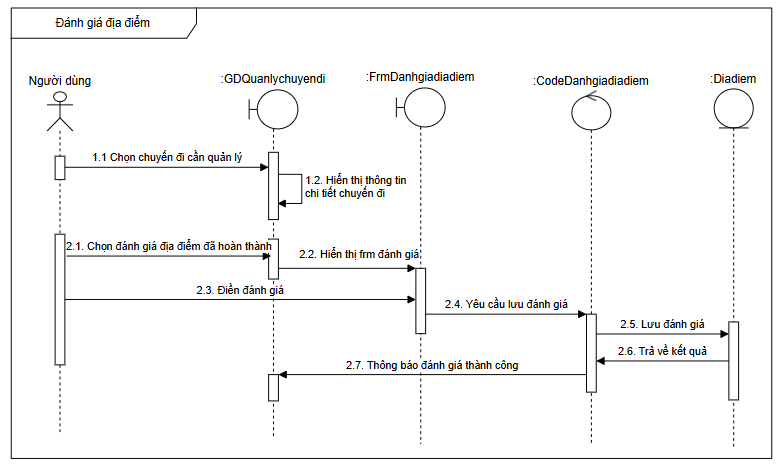 Đánh giá địa điểm
Người dùng
:GDQuanlychuyendi
:FrmDanhgiadiadiem
:CodeDanhgiadiadiem
:Diadiem
1.1 Chọn chuyến đi cần quản lý
1.2. Hiển thị thông tin
chi tiết chuyến đi
2.1. Chọn đánh giá địa điểm đã hoàn thành
2.2. Hiển thị frm đánh giá
2.3. Điền đánh giá
2.4. Yêu cầu lưu đánh giá
2.5. Lưu đánh giá
2.6. Trả về kết quả
2.7. Thông báo đánh giá thành công